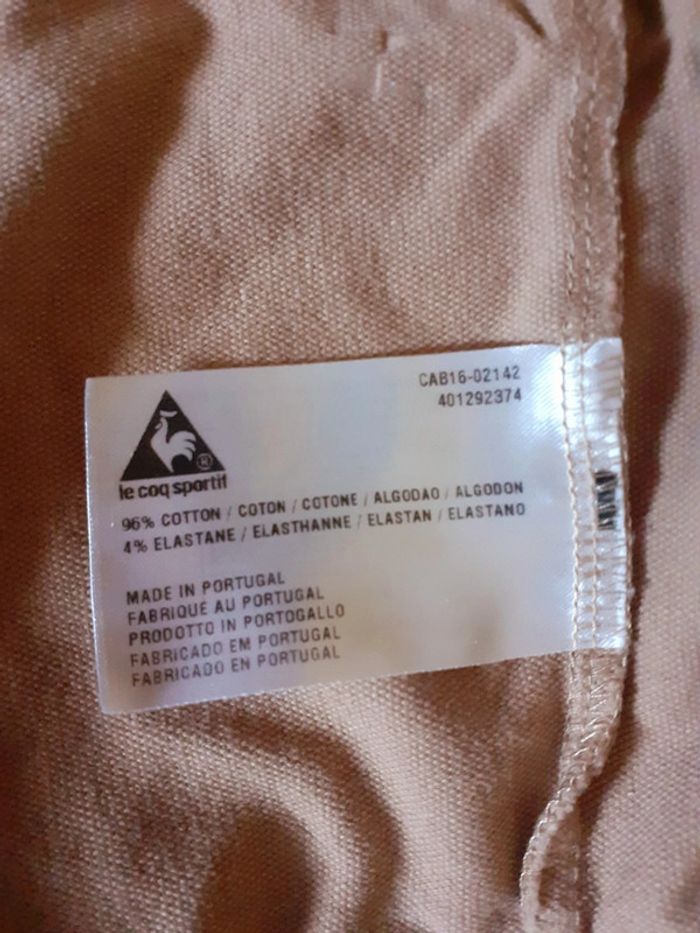 CAB16-02142
401292374
le coq sportif
96% COTTON / COTON / COTONE / ALGODAO / ALGODON
4% ELASTANE / ELASTHANNE / ELASTAN / ELASTANO
MADE IN PORTUGAL
FABRIQUE AU PORTUGAL
PRODOTTO IN PORTOGALLO
FABRICADO EM PORTUGAL
FABRICADO EN PORTUGAL